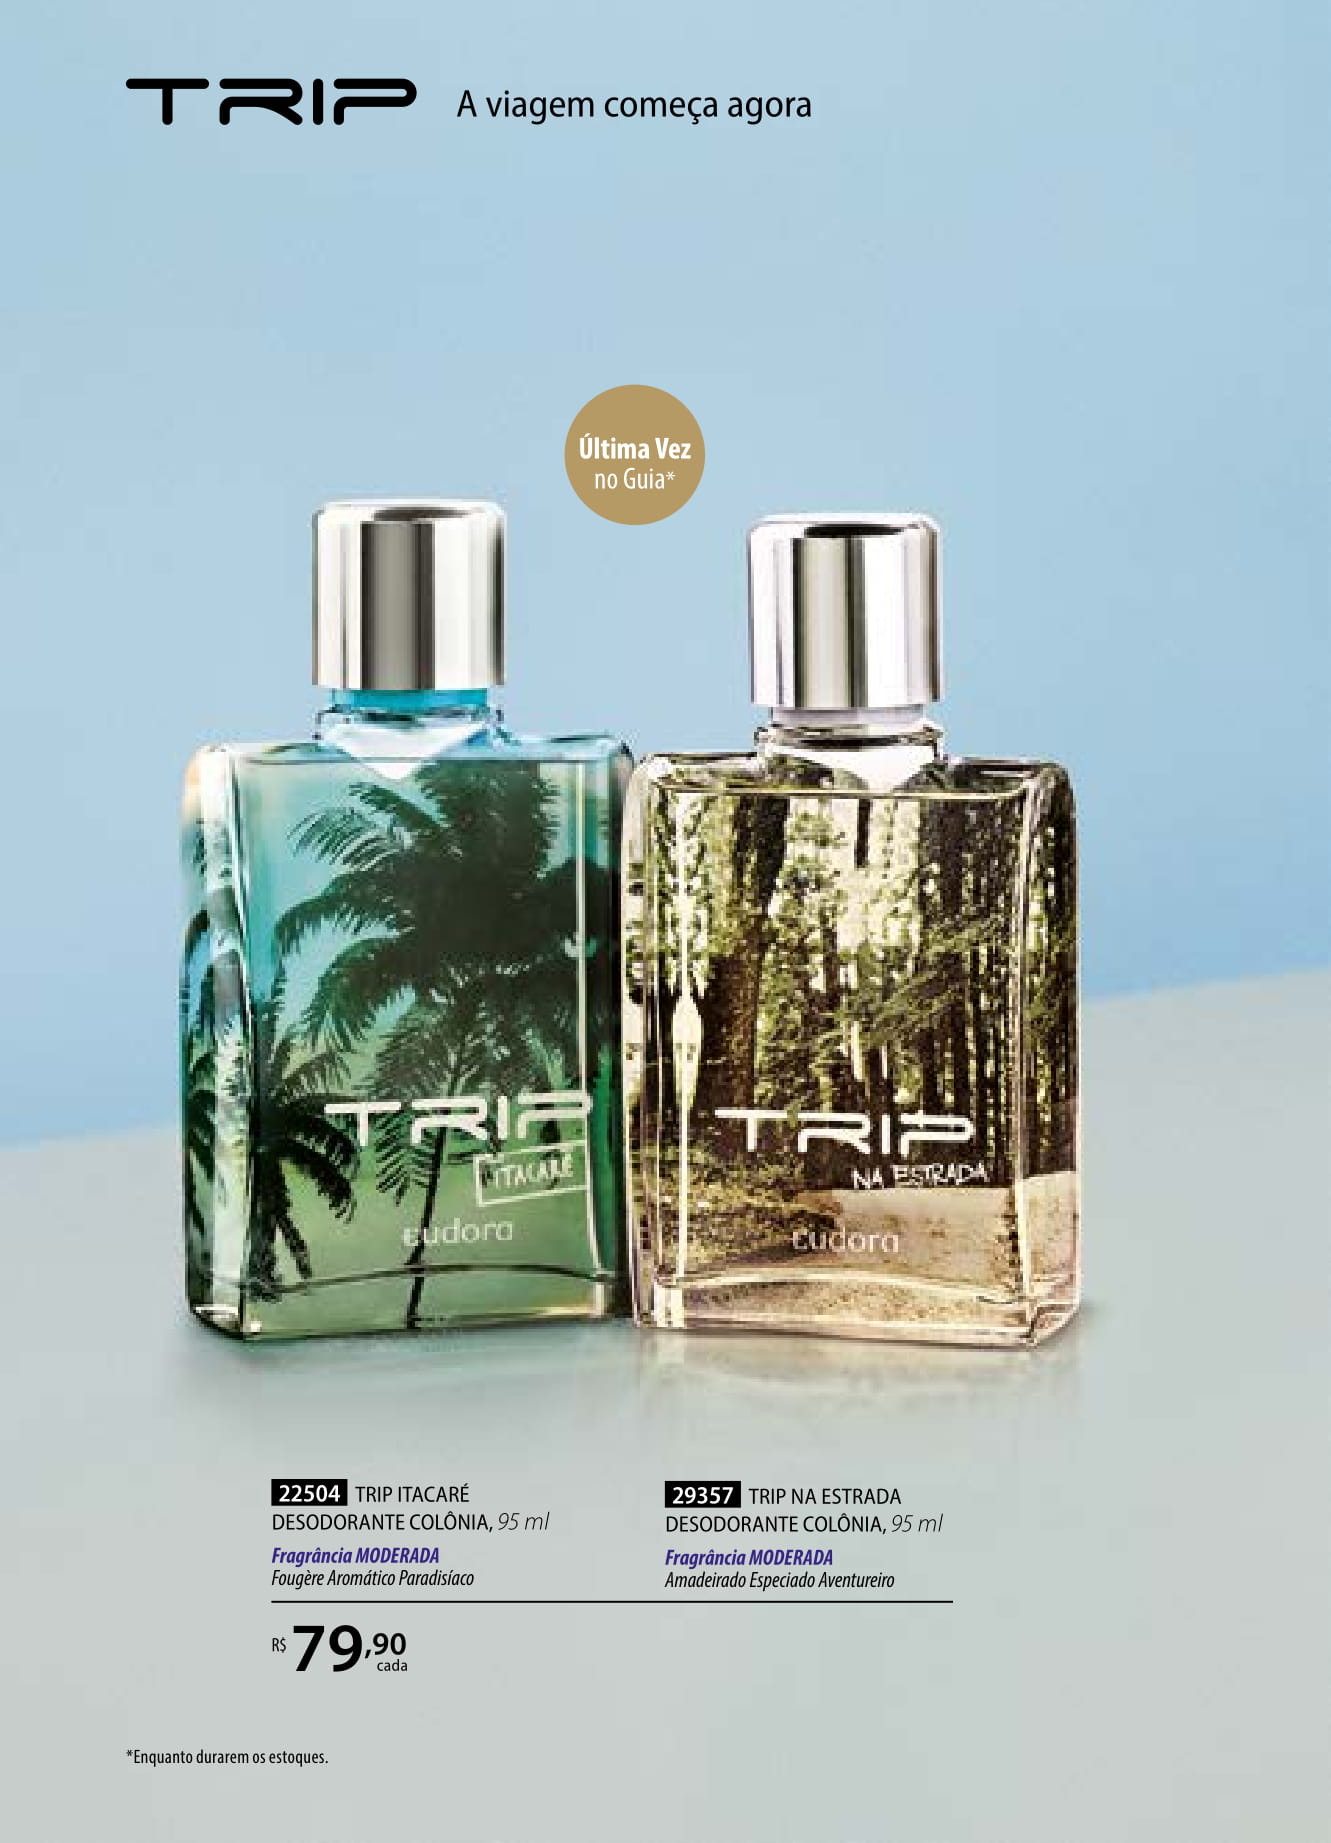 TRIP A viagem começa agora
Última Vez
no Guia*
TRIP
ITACARÉ
eudora
TRIP
NA ESTRADA
eudora
22504 TRIP ITACARÉ
DESODORANTE COLÔNIA, 95 ml
Fragrância MODERADA
Fougère Aromático Paradisíaco
29357 TRIP NA ESTRADA
DESODORANTE COLÔNIA, 95 ml
Fragrância MODERADA
Amadeirado Especiado Aventureiro
R$ 79,90
cada
*Enquanto durarem os estoques.